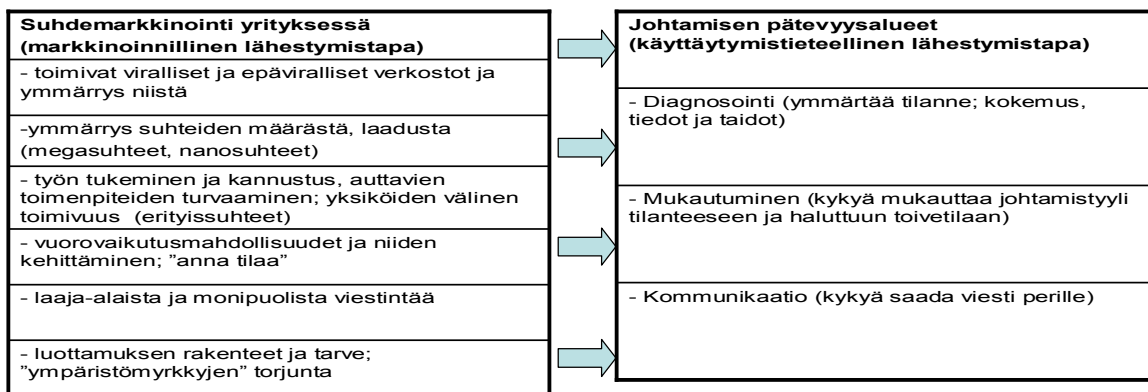 Suhdemarkkinointi yrityksessä
(markkinoinnillinen lähestymistapa)
- toimivat viralliset ja epäviralliset verkostot ja
ymmärrys niistä
-ymmärrys suhteiden määrästä, laadusta
(megasuhteet, nanosuhteet)
- työn tukeminen ja kannustus, auttavien
toimenpiteiden turvaaminen; yksiköiden välinen
toimivuus (erityissuhteet)
- vuorovaikutusmahdollisuudet ja niiden
kehittäminen; ”anna tilaa”
- laaja-alaista ja monipuolista viestintää
- luottamuksen rakenteet ja tarve;
”ympäristömyrkkyjen” torjunta
Johtamisen pätevyysalueet
(käyttäytymistieteellinen lähestymistapa)
- Diagnosointi (ymmärtää tilanne; kokemus,
tiedot ja taidot)
- Mukautuminen (kykyä mukauttaa johtamistyyli
tilanteeseen ja haluttuun toivetilaan)
- Kommunikaatio (kykyä saada viesti perille)